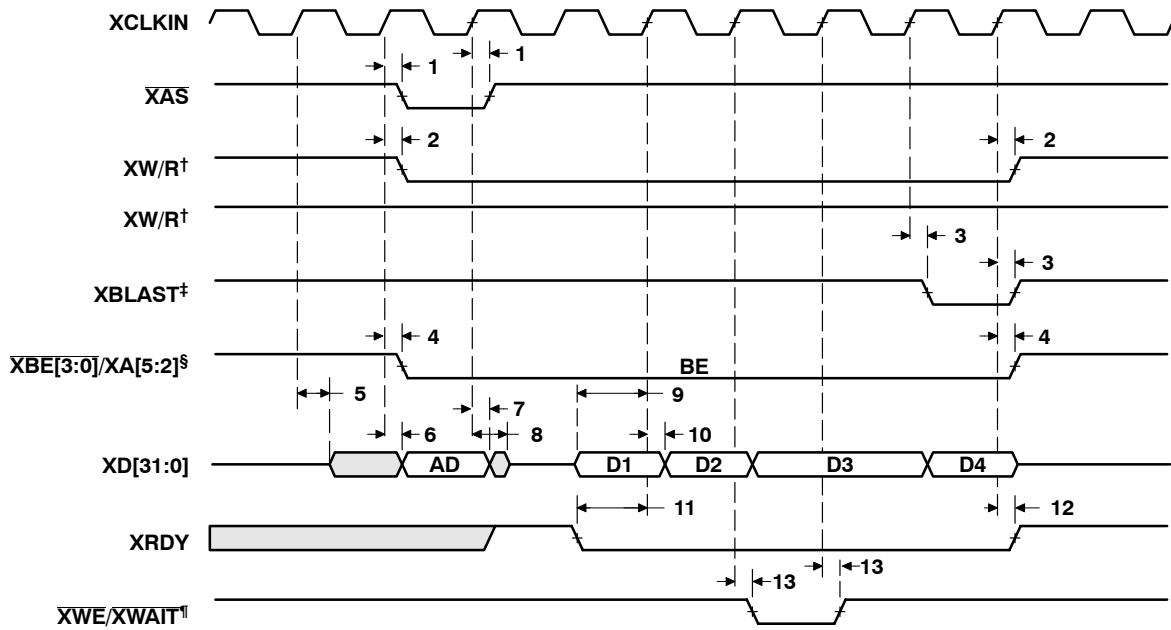 XCLKIN
1
1
XAS
2
2
XW/R†
XW/R†
3
3
XBLAST‡
4
4
XBE[3:0]/XA[5:2]§
BE
5
7
9
6
8
10
XD[31:0]
AD
D1
D2
D3
D4
11
12
XRDY
13
13
XWE/XWAIT¶